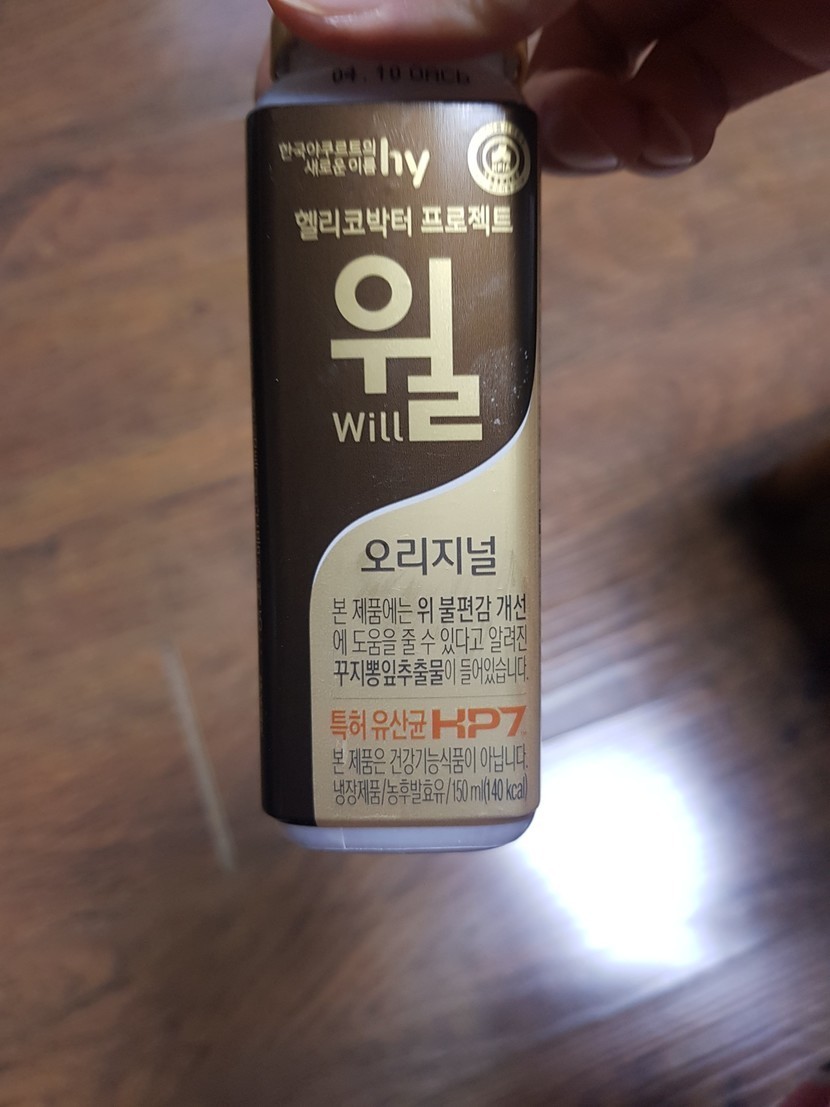 04.10
한국야쿠르트의
새로운 이름 hy
헬리코박터 프로젝트
윌
Will
오리지널
본 제품에는 위 불편감 개선
에 도움을 줄 수 있다고 알려진
꾸지뽕잎추출물이 들어있습니다.
특허 유산균 HP7
본 제품은 건강기능식품이 아닙니다.
냉장제품/농후발효유/150 ml(140 kcal)